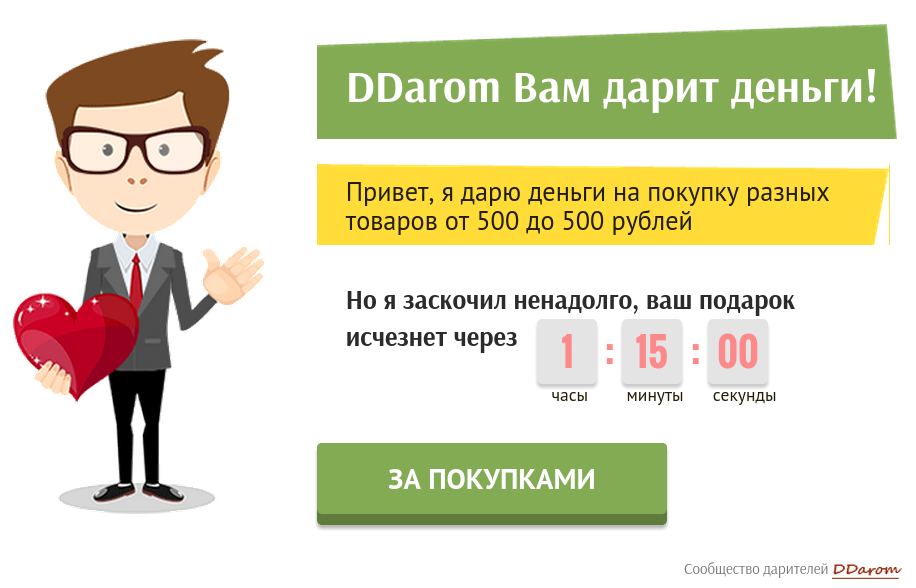 DDarom Вам дарит деньги!
Привет, я дарю деньги на покупку разных
товаров от 500 до 500 рублей
Но я заскочил ненадолго, ваш подарок
исчезнет через 1 : 15 : 00
часы минуты секунды
ЗА ПОКУПКАМИ
Сообщество дарителей DDarom